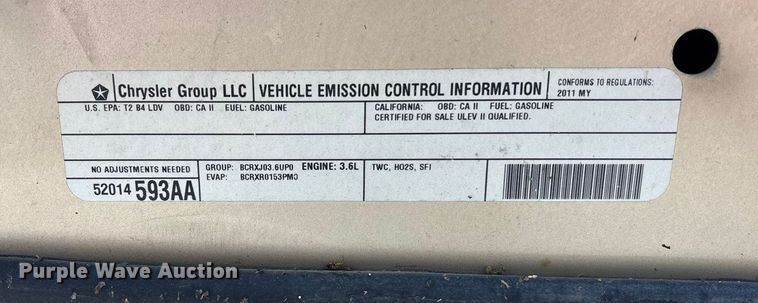 Chrysler Group LLC VEHICLE EMISSION CONTROL INFORMATION CONFORMS TO REGULATIONS:
2011 MY
U.S. EPA: T2 B4 LDV OBD: CA II FUEL: GASOLINE
CALIFORNIA: OBD: CA II FUEL: GASOLINE
CERTIFIED FOR SALE ULEV II QUALIFIED.
NO ADJUSTMENTS NEEDED
52014 593AA
GROUP: BCRXJ03.6UP0 ENGINE: 3.6L
EVAP: BCRXR0153PM0
TWC, HO2S, SFI
Purple Wave Auction